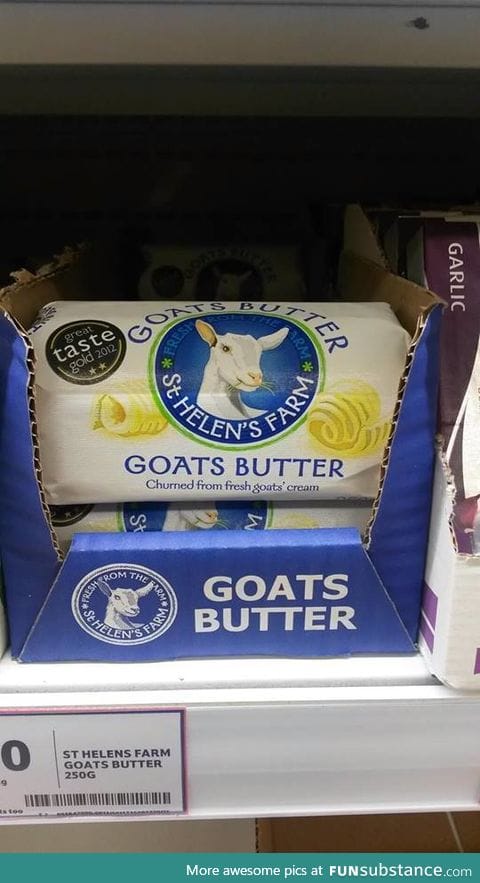 GOATS BUTTER
great
taste
gold 2012
FRESH FROM THE FARM
St HELEN'S FARM
GOATS BUTTER
Churned from fresh goats' cream
GARLIC
FRESH FROM THE FARM
St HELEN'S FARM
GOATS
BUTTER
0
ST HELENS FARM
GOATS BUTTER
250G
More awesome pics at FUNsubstance.com